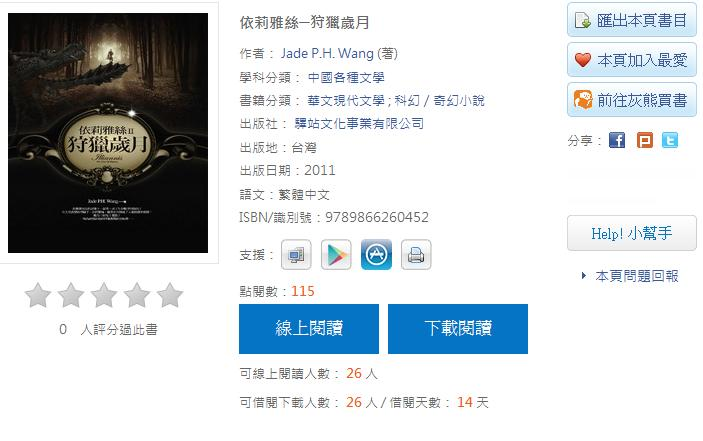 依莉雅絲─狩獵歲月
作者： Jade P.H. Wang (著)
學科分類： 中國各種文學
書籍分類： 華文現代文學 ; 科幻／奇幻小說
出版社： 驛站文化事業有限公司
出版地：台灣
出版日期：2011
語文：繁體中文
ISBN/識別號：9789866260452
支援：
點閱數：115
線上閱讀 下載閱讀
可線上閱讀人數： 26 人
可借閱下載人數： 26 人 / 借閱天數： 14 天
依莉雅絲II
狩獵歲月
Jade P.H. Wang
0 人評分過此書
匯出本頁書目
本頁加入最愛
前往灰熊買書
分享：
Help! 小幫手
本頁問題回報